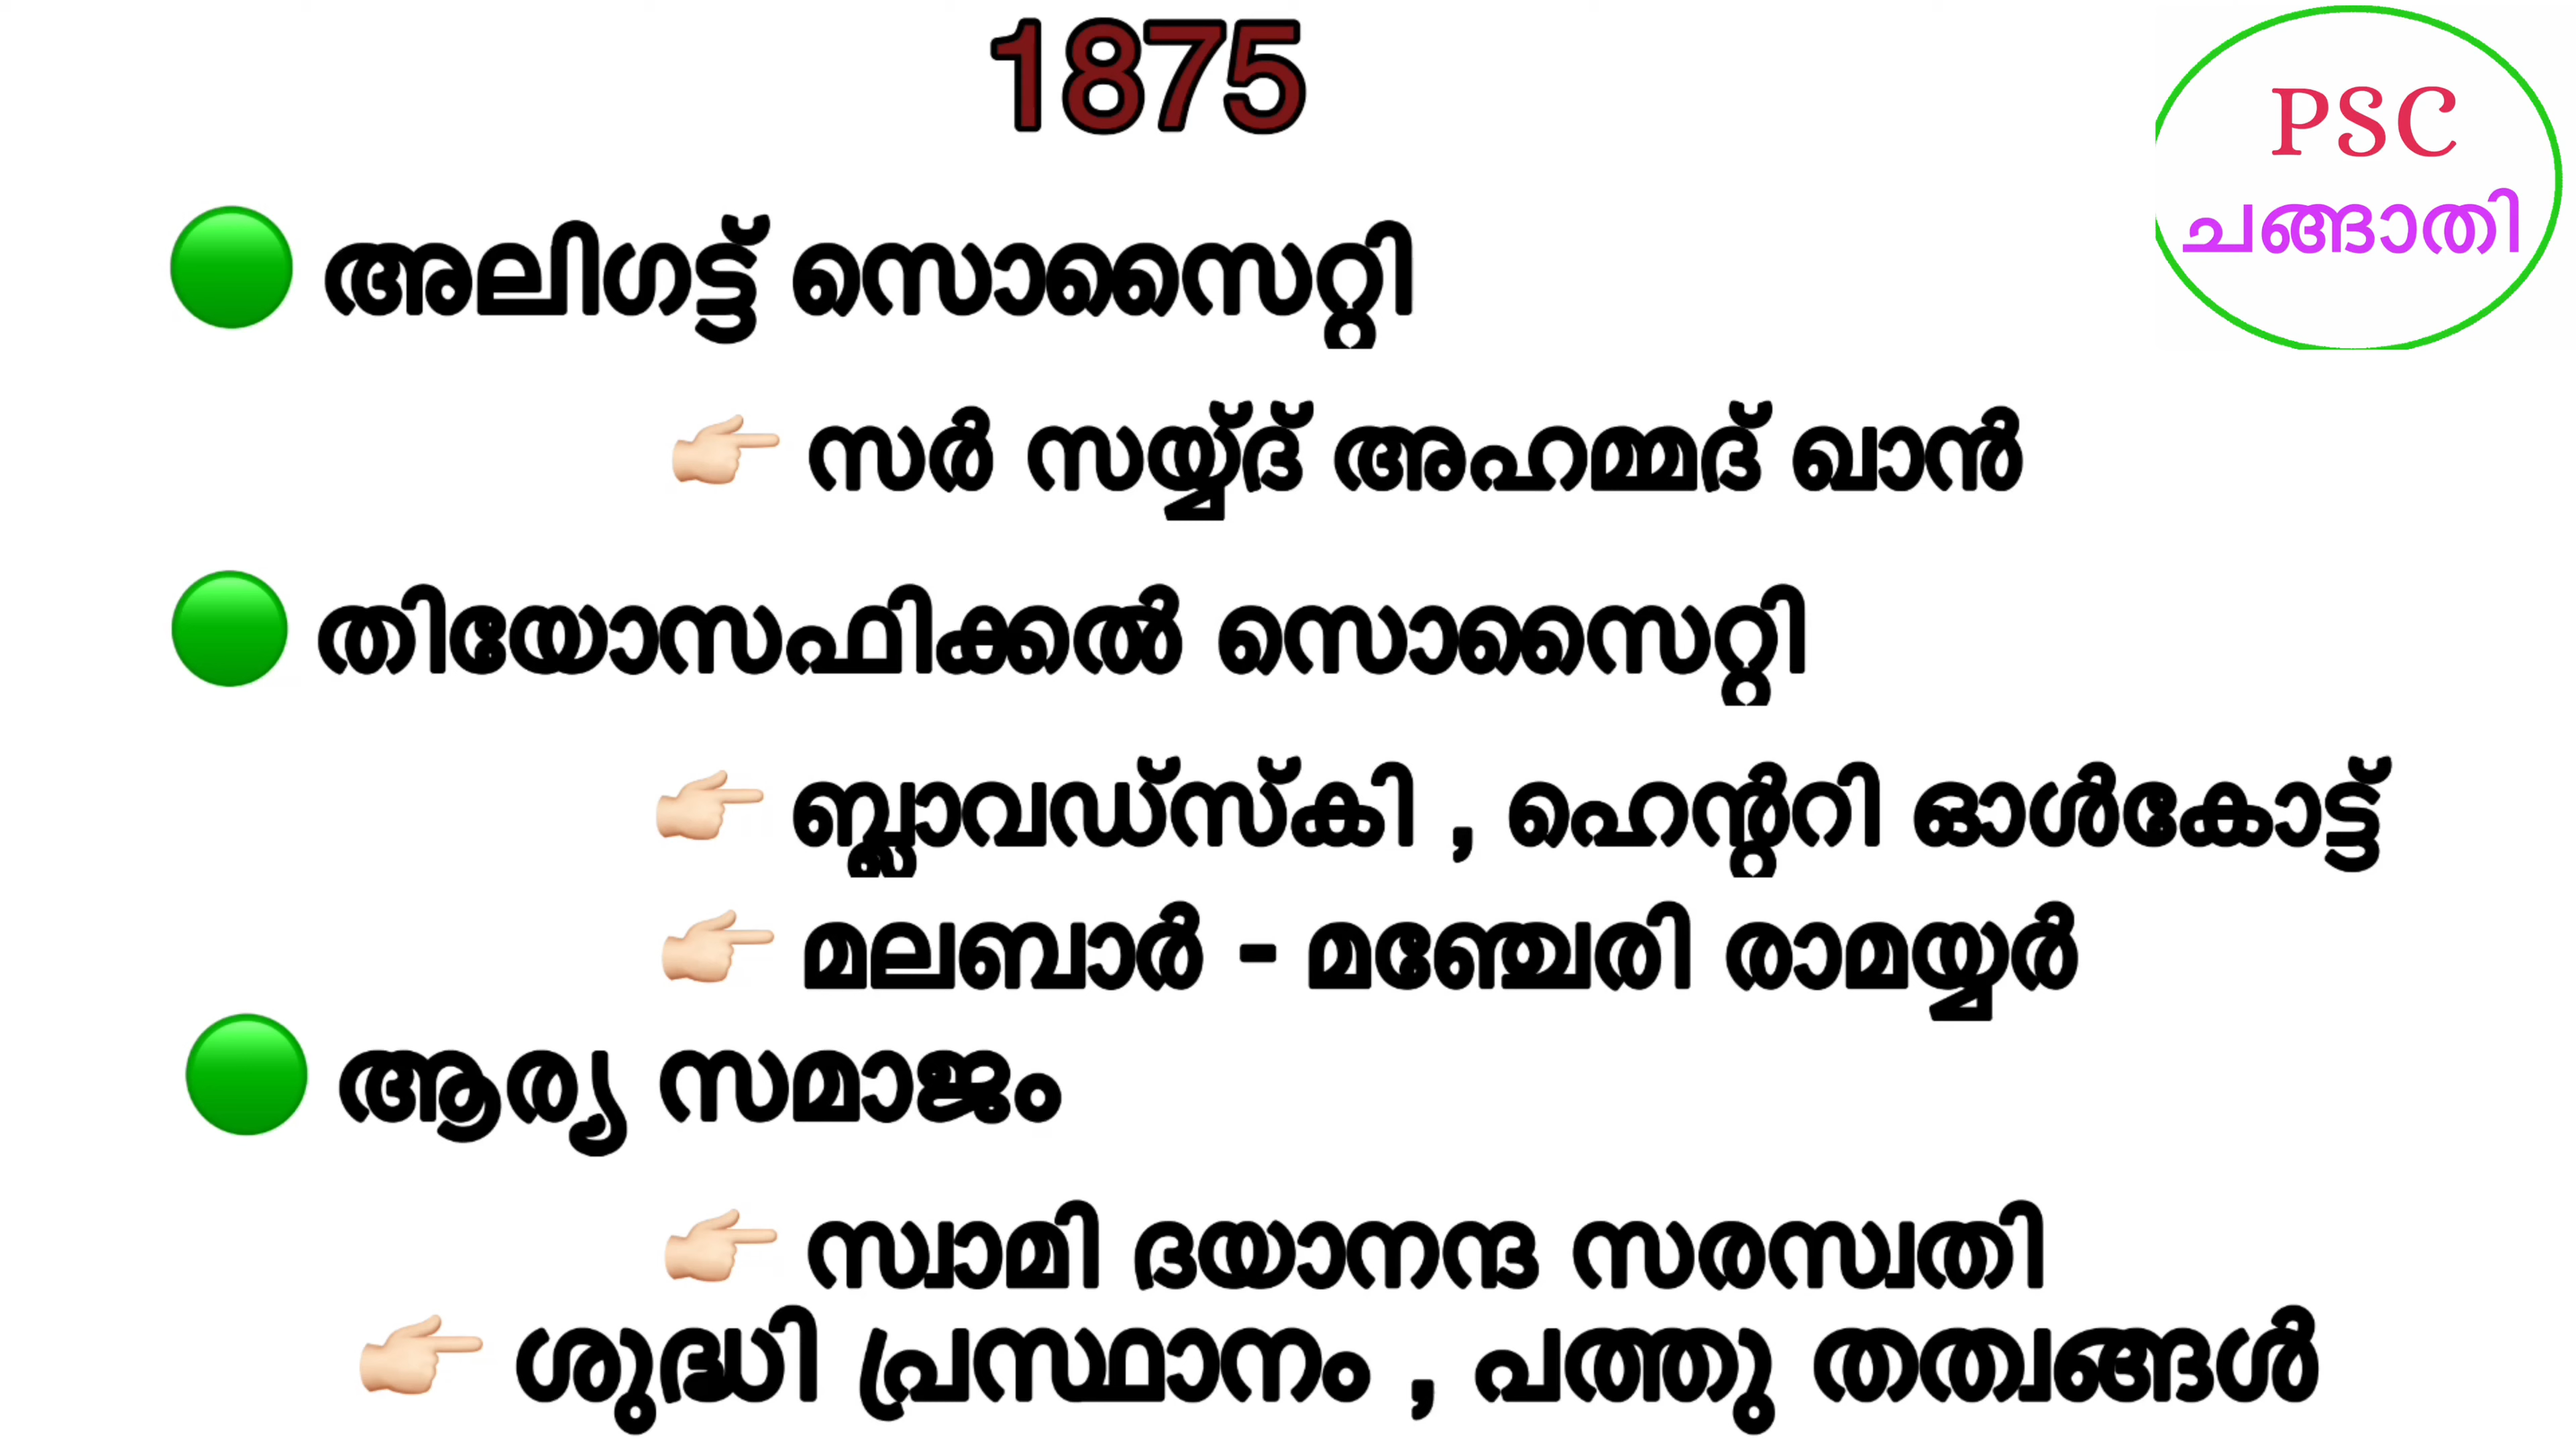 1875
PSC
ചങ്ങാതി
അലിഗട്ട് സൊസൈറ്റി
സർ സയ്യ്ദ് അഹമ്മദ് ഖാൻ
തിയോസഫിക്കൽ സൊസൈറ്റി
ബ്ലാവഡ്സ്കി , ഹെന്ററി ഓൾകോട്ട്
മലബാർ - മഞ്ചേരി രാമയ്യർ
ആര്യ സമാജം
സ്വാമി ദയാനന്ദ സരസ്വതി
ശുദ്ധി പ്രസ്ഥാനം , പത്തു തത്വങ്ങൾ